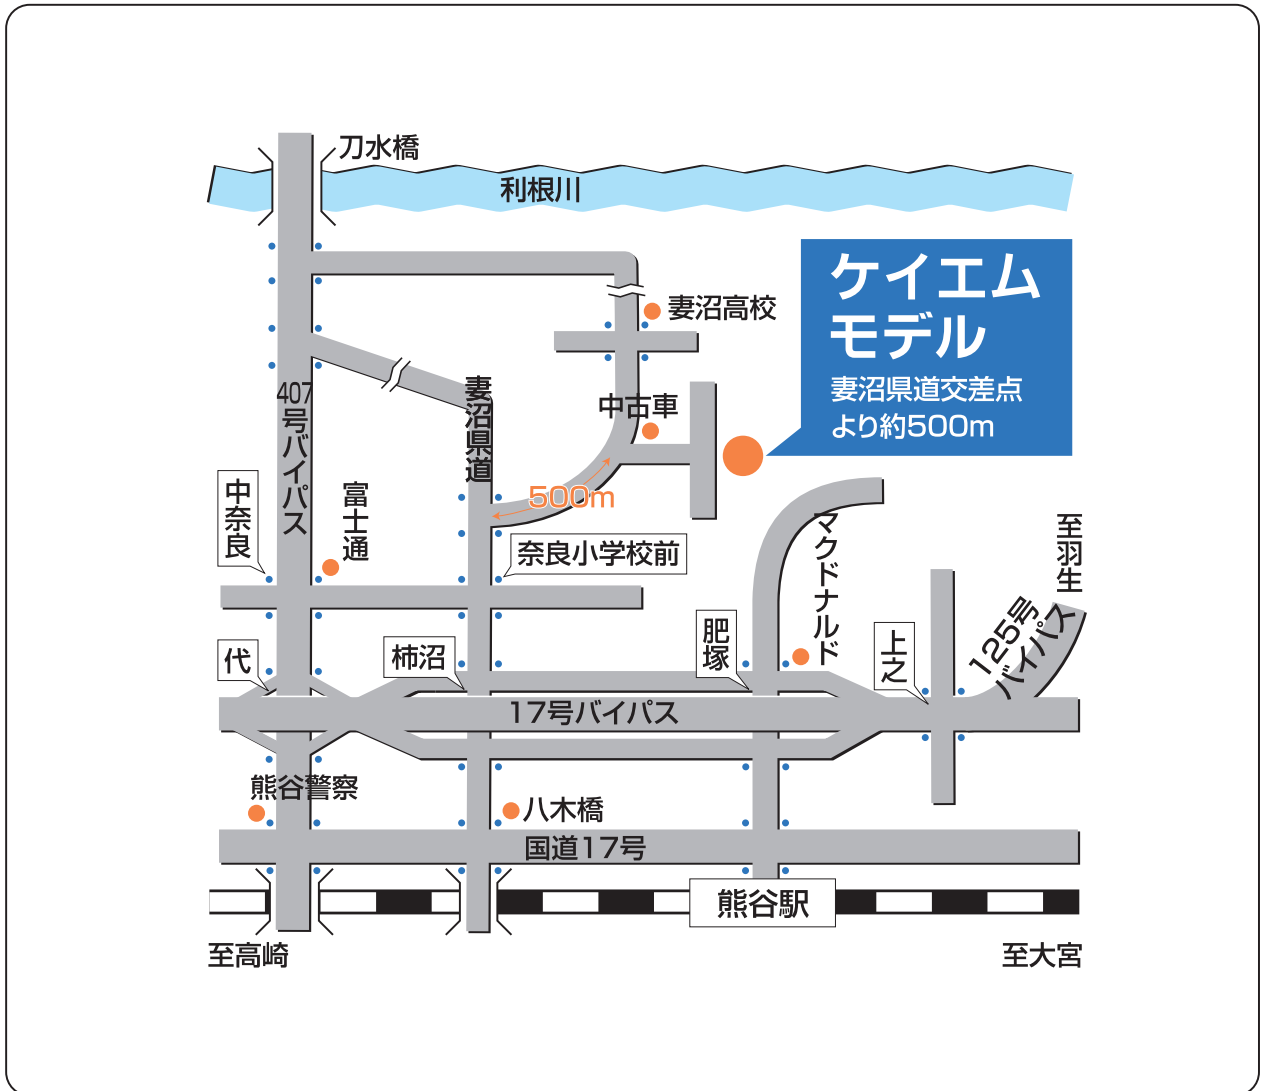 刀水橋
利根川
ケイエム
モデル
妻沼県道交差点
より約500m
妻沼高校
中古車
407号バイパス
妻沼県道
500m
中奈良
富士通
奈良小学校前
マクドナルド
至羽生
125号
バイパス
代
柿沼
肥塚
上之
17号バイパス
熊谷警察
八木橋
国道17号
熊谷駅
至高崎
至大宮